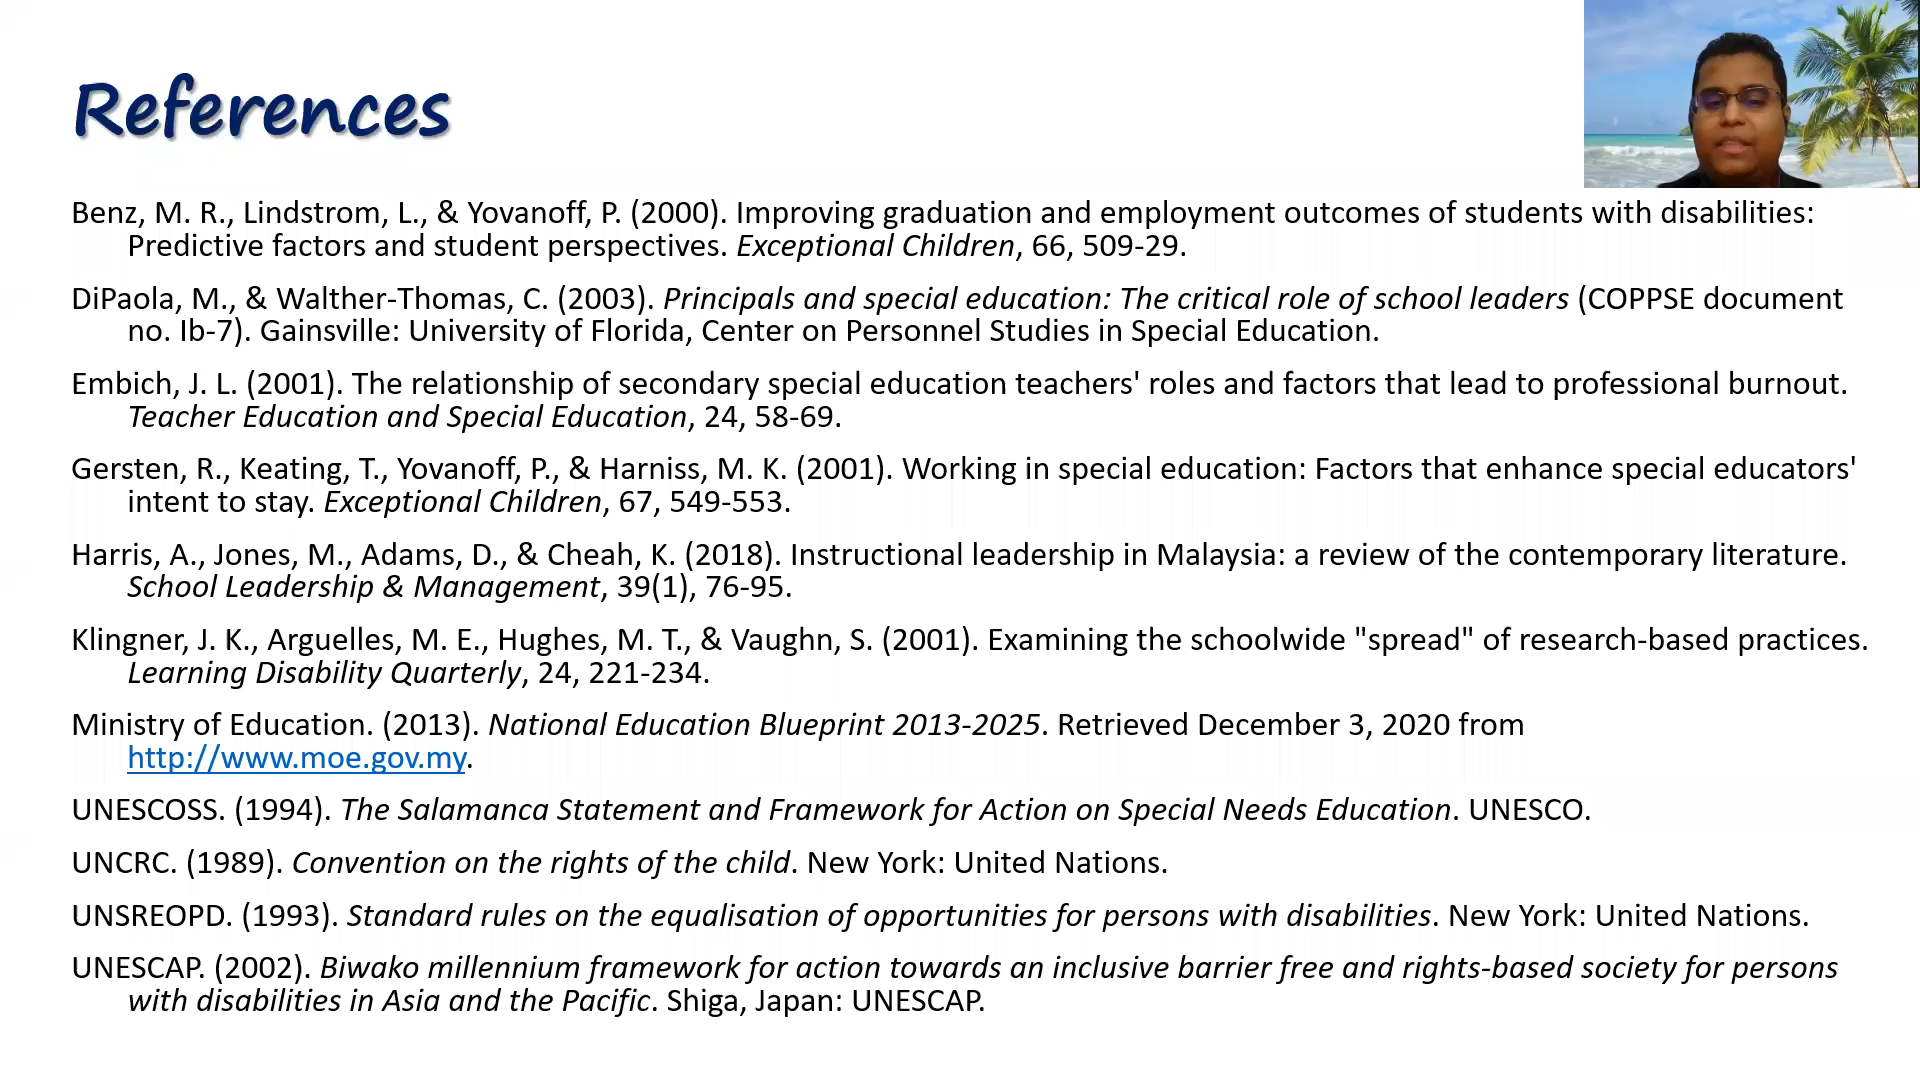 References
Benz, M. R., Lindstrom, L., & Yovanoff, P. (2000). Improving graduation and employment outcomes of students with disabilities:
Predictive factors and student perspectives. Exceptional Children, 66, 509-29.
DiPaola, M., & Walther-Thomas, C. (2003). Principals and special education: The critical role of school leaders (COPPSE document
no. Ib-7). Gainsville: University of Florida, Center on Personnel Studies in Special Education.
Embich, J. L. (2001). The relationship of secondary special education teachers' roles and factors that lead to professional burnout.
Teacher Education and Special Education, 24, 58-69.
Gersten, R., Keating, T., Yovanoff, P., & Harniss, M. K. (2001). Working in special education: Factors that enhance special educators'
intent to stay. Exceptional Children, 67, 549-553.
Harris, A., Jones, M., Adams, D., & Cheah, K. (2018). Instructional leadership in Malaysia: a review of the contemporary literature.
School Leadership & Management, 39(1), 76-95.
Klingner, J. K., Arguelles, M. E., Hughes, M. T., & Vaughn, S. (2001). Examining the schoolwide "spread" of research-based practices.
Learning Disability Quarterly, 24, 221-234.
Ministry of Education. (2013). National Education Blueprint 2013-2025. Retrieved December 3, 2020 from
http://www.moe.gov.my.
UNESCOSS. (1994). The Salamanca Statement and Framework for Action on Special Needs Education. UNESCO.
UNCRC. (1989). Convention on the rights of the child. New York: United Nations.
UNSREOPD. (1993). Standard rules on the equalisation of opportunities for persons with disabilities. New York: United Nations.
UNESCAP. (2002). Biwako millennium framework for action towards an inclusive barrier free and rights-based society for persons
with disabilities in Asia and the Pacific. Shiga, Japan: UNESCAP.